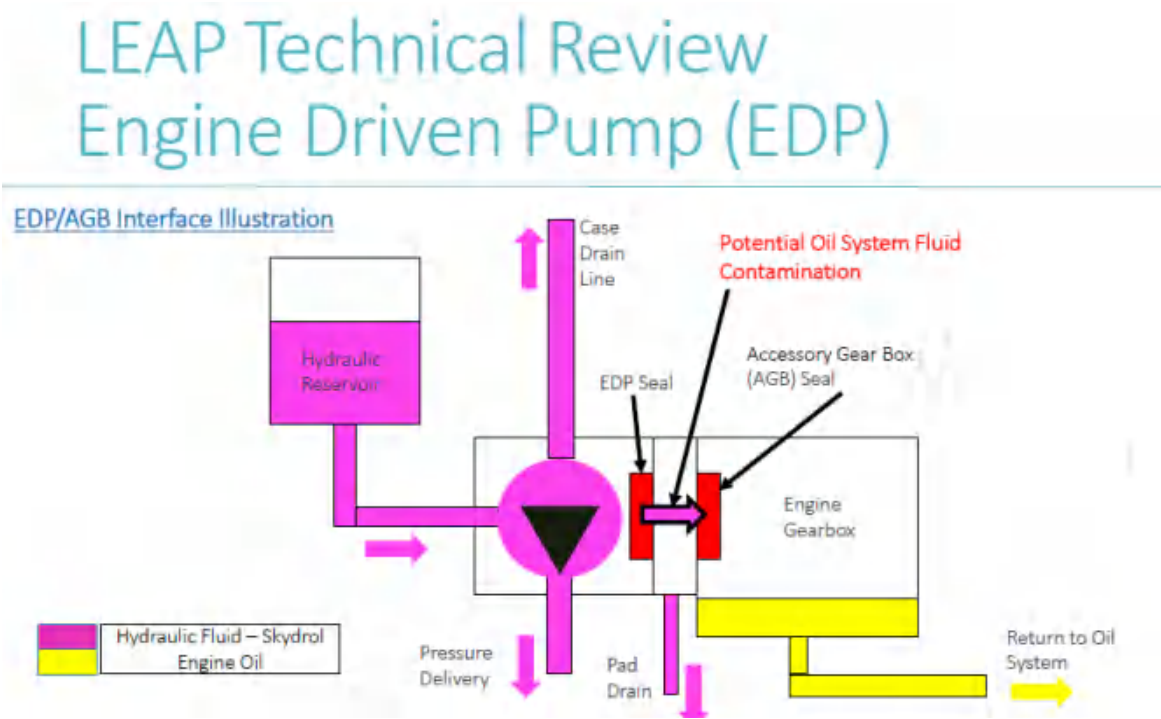 LEAP Technical Review
Engine Driven Pump (EDP)
EDP/AGB Interface Illustration
Case
Drain
Line
Potential Oil System Fluid
Contamination
Hydraulic
Reservoir
EDP Seal
Accessory Gear Box
(AGB) Seal
Engine
Gearbox
Hydraulic Fluid – Skydrol
Engine Oil
Pressure
Delivery
Pad
Drain
Return to Oil
System